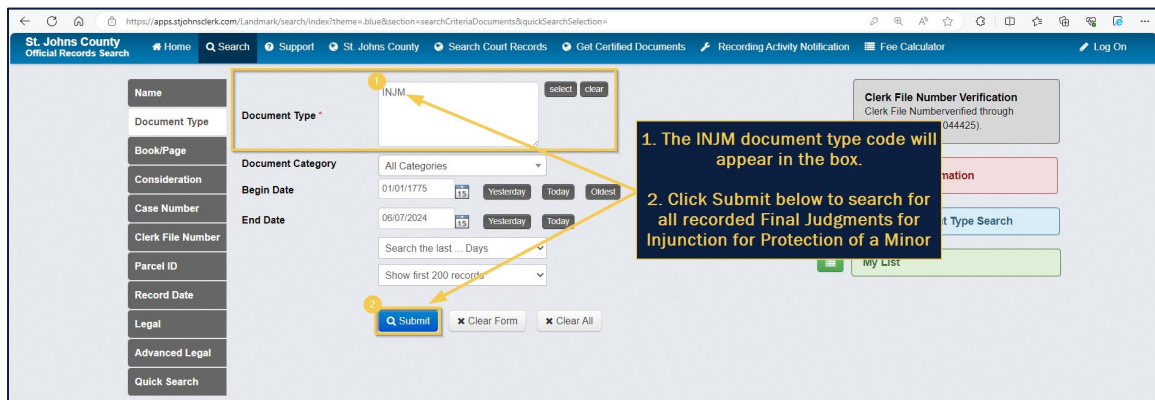 https://apps.stjohnsclerk.com/Landmark/search/index?theme=.blue&section=searchCriteriaDocuments&quickSearchSelection=
St. Johns County
Official Records Search
Home Search Support St. Johns County Search Court Records Get Certified Documents Recording Activity Notification Fee Calculator Log On
Name
Document Type
Book/Page
Consideration
Case Number
Clerk File Number
Parcel ID
Record Date
Legal
Advanced Legal
Quick Search
1
Document Type *
INJM
select clear
Document Category
All Categories
Begin Date
01/01/1775
15
Yesterday Today Oldest
End Date
06/07/2024
15
Yesterday Today
Search the last ... Days
Show first 200 records
2
Submit Clear Form Clear All
1. The INJM document type code will
appear in the box.
2. Click Submit below to search for
all recorded Final Judgments for
Injunction for Protection of a Minor
Clerk File Number Verification
Clerk File Numberverified through
044425).
mation
t Type Search
My List